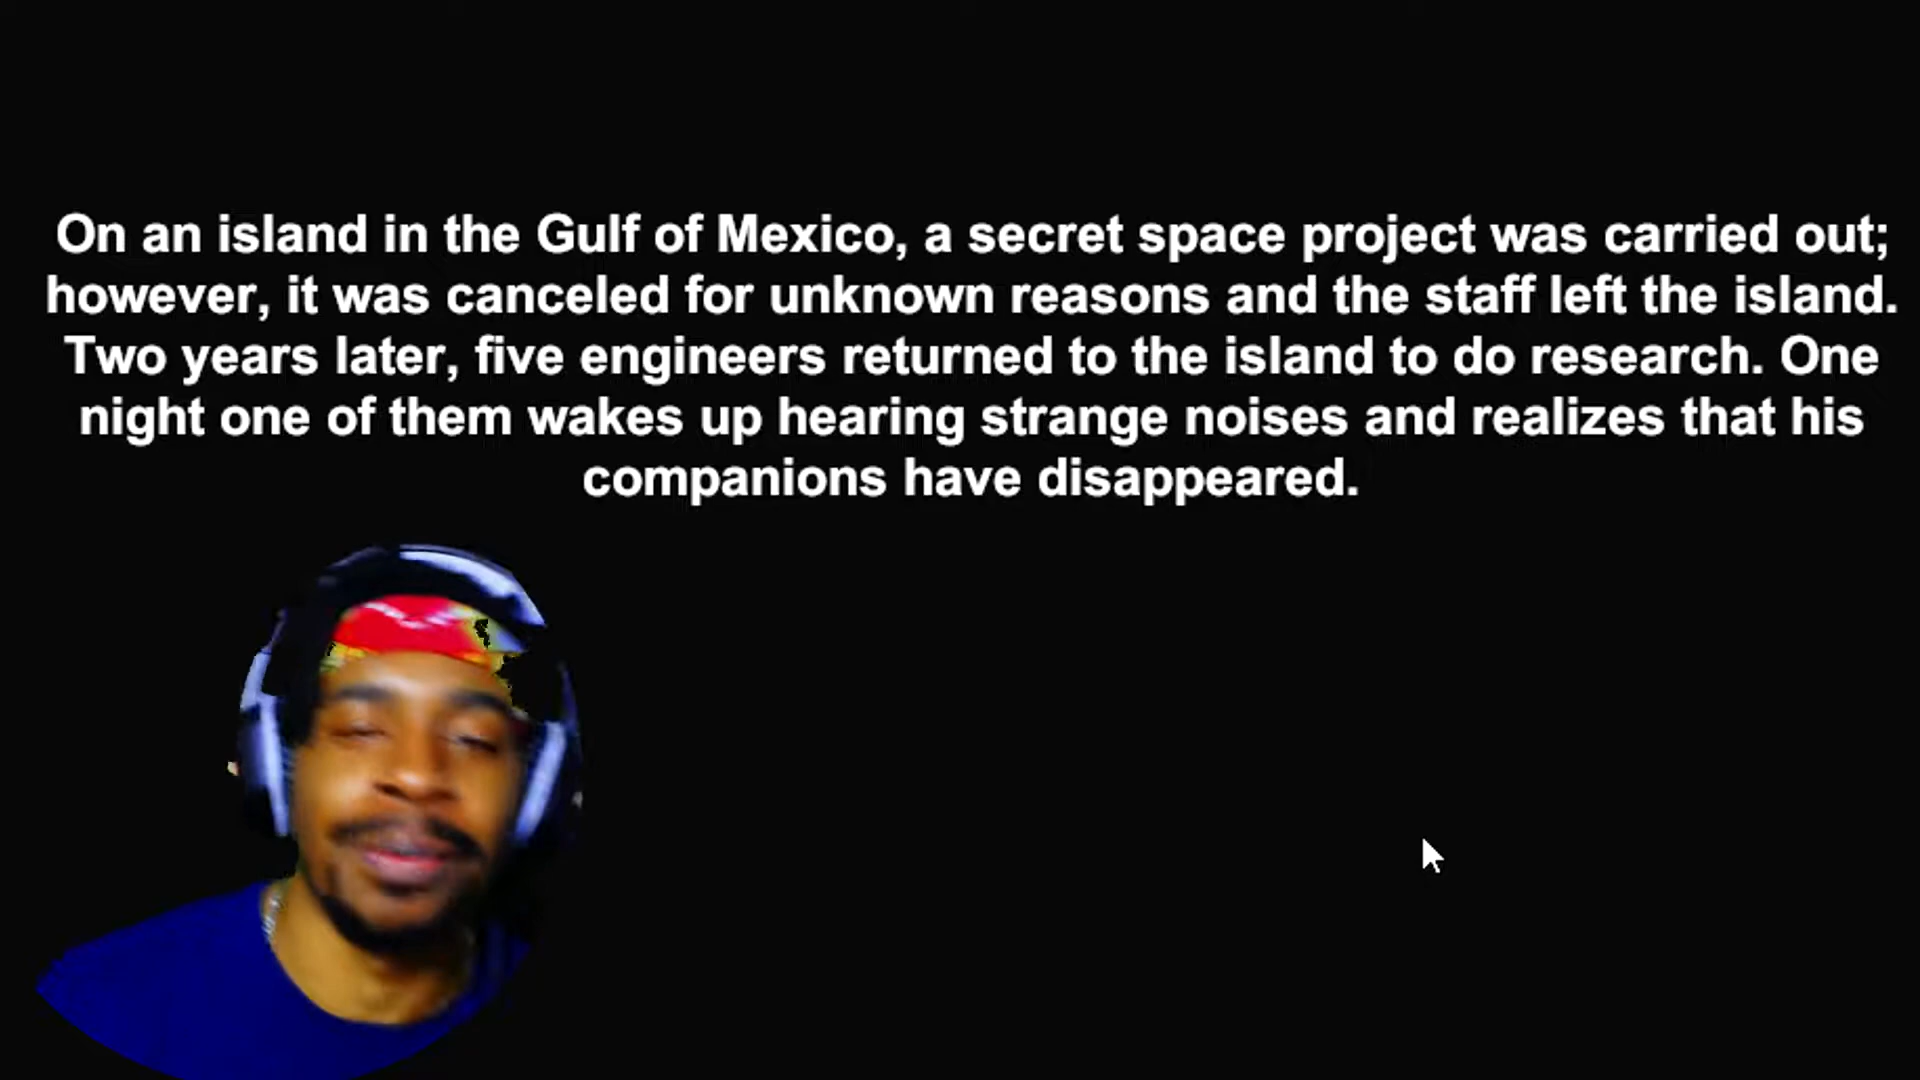 On an island in the Gulf of Mexico, a secret space project was carried out;
however, it was canceled for unknown reasons and the staff left the island.
Two years later, five engineers returned to the island to do research. One
night one of them wakes up hearing strange noises and realizes that his
companions have disappeared.